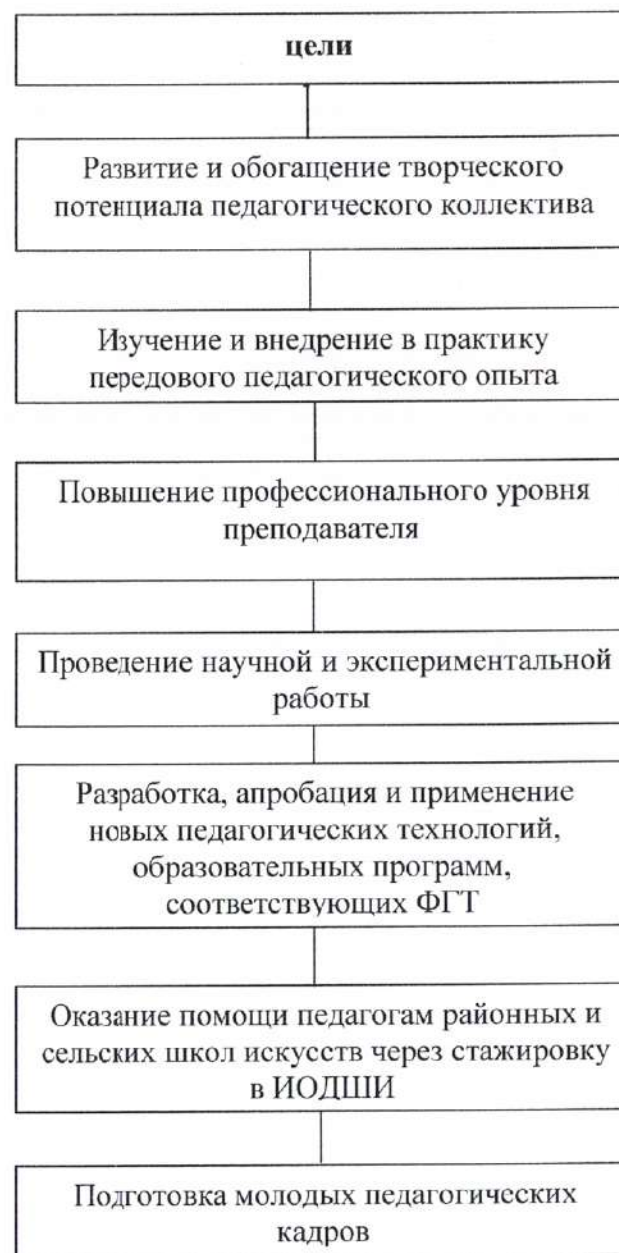 цели
Развитие и обогащение творческого
потенциала педагогического коллектива
Изучение и внедрение в практику
передового педагогического опыта
Повышение профессионального уровня
преподавателя
Проведение научной и экспериментальной
работы
Разработка, апробация и применение
новых педагогических технологий,
образовательных программ,
соответствующих ФГТ
Оказание помощи педагогам районных и
сельских школ искусств через стажировку
в ИОДШИ
Подготовка молодых педагогических
кадров